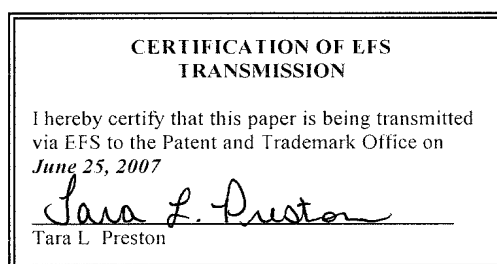 CERTIFICATION OF EFS
TRANSMISSION
I hereby certify that this paper is being transmitted
via EFS to the Patent and Trademark Office on
June 25, 2007
Tara L. Preston
Tara L Preston